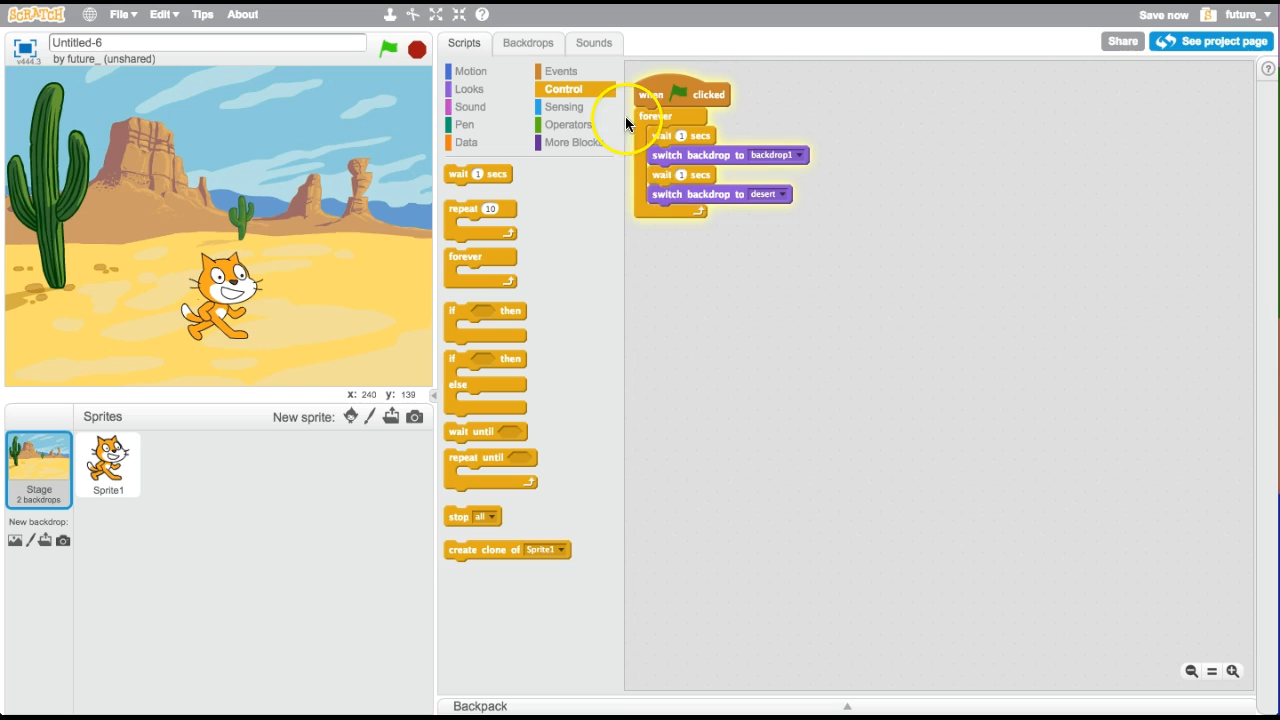 SCRATCH File Edit Tips About Save now future_
v444.3 Untitled-6
by future_ (unshared)
Scripts Backdrops Sounds Share See project page
Motion Events
Looks Control
Sound Sensing
Pen Operators
Data More Blocks
wait 1 secs
repeat 10
forever
if then
if then
else
wait until
repeat until
stop all
create clone of Sprite1
when clicked
forever
wait 1 secs
switch backdrop to backdrop1
wait 1 secs
switch backdrop to desert
x: 240 y: 139
Sprites New sprite:
Stage
2 backdrops
Sprite1
New backdrop:
Backpack